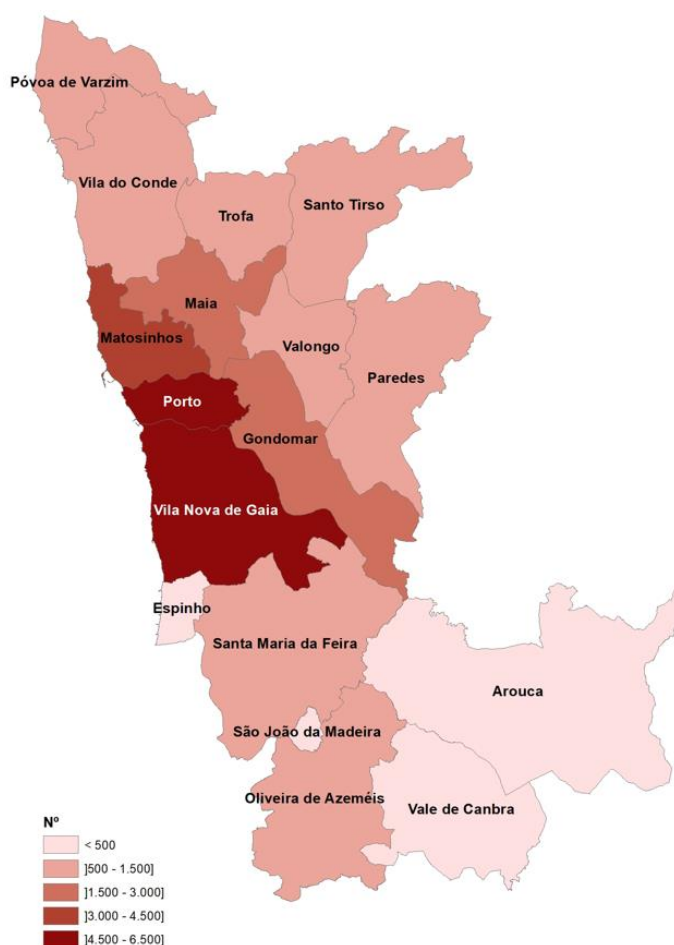 Póvoa de Varzim
Vila do Conde
Santo Tirso
Trofa
Maia
Matosinhos
Valongo
Paredes
Porto
Gondomar
Vila Nova de Gaia
Espinho
Santa Maria da Feira
Arouca
São João da Madeira
Oliveira de Azeméis
Vale de Canbra
Nº
< 500
]500 - 1.500]
]1.500 - 3.000]
]3.000 - 4.500]
]4.500 - 6.500]